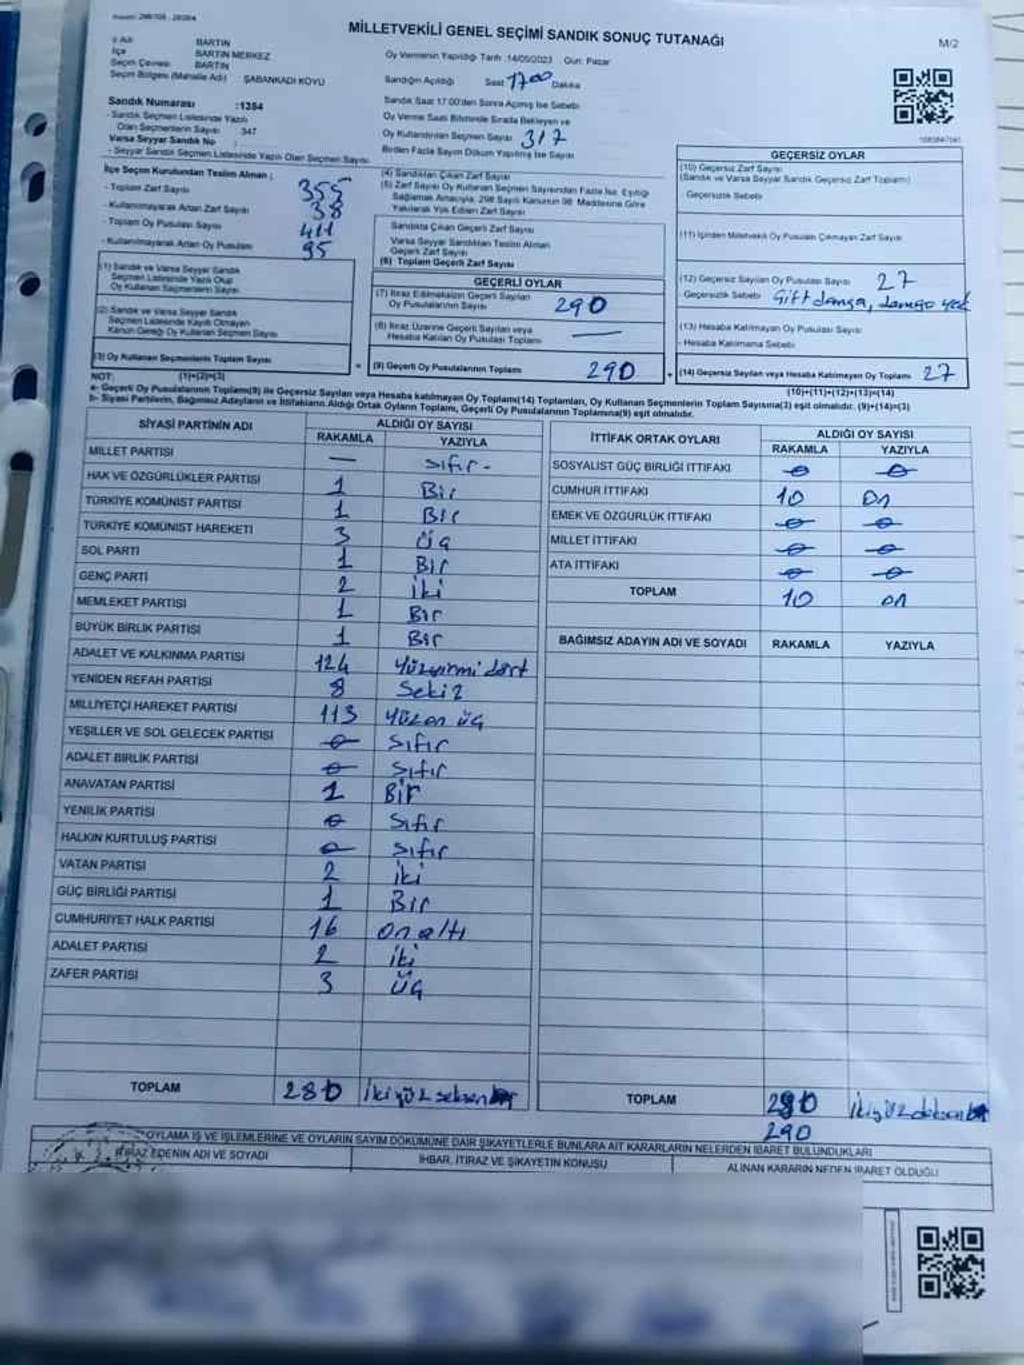 MİLLETVEKİLİ GENEL SEÇİMİ SANDIK SONUÇ TUTANAĞI
M/2
İl Adı BARTIN
İlçe BARTIN MERKEZ
Seçim Çevresi BARTIN
Seçim Bölgesi (Mahalle Adı) ŞABANKADI KÖYÜ
Oy Vermenin Yapıldığı Tarih :14/05/2023 Gün: Pazar
Sandığın Açıldığı Saat 17 00 Dakika
Sandık Numarası :1384
- Sandık Seçmen Listesinde Yazılı
Olan Seçmenlerin Sayısı 347
Varsa Seyyar Sandık No :
- Seyyar Sandık Seçmen Listesinde Yazılı Olan Seçmen Sayısı
Sandık Saat 17.00'den Sonra Açılmış İse Sebebi
Oy Verme Saati Bitiminde Sırada Bekleyen ve
Oy Kullandırılan Seçmen Sayısı 317
Birden Fazla Sayım Döküm Yapılmış İse Sayısı
İlçe Seçim Kurulundan Teslim Alınan ;
- Toplam Zarf Sayısı 355
- Kullanılmayarak Artan Zarf Sayısı 38
- Toplam Oy Pusulası Sayısı 411
- Kullanılmayarak Artan Oy Pusulası 95
(1) Sandık ve Varsa Seyyar Sandık
Seçmen Listesinde Yazılı Olup
Oy Kullanan Seçmenlerin Sayısı
(2) Sandık ve Varsa Seyyar Sandık
Seçmen Listesinde Kayıtlı Olmayan
Kanun Gereği Oy Kullanan Seçmen Sayısı
(3) Oy Kullanan Seçmenlerin Toplam Sayısı
(4) Sandıktan Çıkan Zarf Sayısı
(5) Zarf Sayısı Oy Kullanan Seçmen Sayısından Fazla İse, Eşitliği
Sağlamak Amacıyla, 298 Sayılı Kanunun 98. Maddesine Göre
Yakılarak Yok Edilen Zarf Sayısı
Sandıkta Çıkan Geçerli Zarf Sayısı
Varsa Seyyar Sandıktan Teslim Alınan
Geçerli Zarf Sayısı
(6) Toplam Geçerli Zarf Sayısı
GEÇERLİ OYLAR
(7) İtiraz Edilmeksizin Geçerli Sayılan
Oy Pusulalarının Sayısı 290
(8) İtiraz Üzerine Geçerli Sayılan veya
Hesaba Katılan Oy Pusulası Toplamı —
= (9) Geçerli Oy Pusulalarının Toplamı 290
GEÇERSİZ OYLAR
(10) Geçersiz Zarf Sayısı
(Sandık ve Varsa Seyyar Sandık Geçersiz Zarf Toplamı)
- Geçersizlik Sebebi
(11) İçinden Milletvekili Oy Pusulası Çıkmayan Zarf Sayısı
(12) Geçersiz Sayılan Oy Pusulası Sayısı 27
- Geçersizlik Sebebi Çift damga, damga yok
(13) Hesaba Katılmayan Oy Pusulası Sayısı
- Hesaba Katılmama Sebebi
+ (14) Geçersiz Sayılan veya Hesaba Katılmayan Oy Toplamı 27
NOT: (1)+(2)=(3) (10)+(11)+(12)+(13)=(14)
a- Geçerli Oy Pusulalarının Toplamı(9) ile Geçersiz Sayılan veya Hesaba katılmayan Oy Toplamı(14) Toplamları, Oy Kullanan Seçmenlerin Toplam Sayısına(3) eşit olmalıdır. (9)+(14)=(3)
b- Siyasi Partilerin, Bağımsız Adayların ve İttifakların Aldığı Ortak Oyların Toplamı, Geçerli Oy Pusulalarının Toplamına(9) eşit olmalıdır.
SİYASİ PARTİNİN ADI ALDIĞI OY SAYISI
RAKAMLA YAZIYLA
MİLLET PARTİSİ — Sıfır -
HAK VE ÖZGÜRLÜKLER PARTİSİ 1 Bir
TÜRKİYE KOMÜNİST PARTİSİ 1 Bir
TÜRKİYE KOMÜNİST HAREKETİ 3 Üç
SOL PARTİ 1 Bir
GENÇ PARTİ 2 İki
MEMLEKET PARTİSİ 1 Bir
BÜYÜK BİRLİK PARTİSİ 1 Bir
ADALET VE KALKINMA PARTİSİ 124 Yüzyirmi dört
YENİDEN REFAH PARTİSİ 8 Sekiz
MİLLİYETÇİ HAREKET PARTİSİ 113 Yüzon üç
YEŞİLLER VE SOL GELECEK PARTİSİ 0 Sıfır
ADALET BİRLİK PARTİSİ 0 Sıfır
ANAVATAN PARTİSİ 1 Bir
YENİLİK PARTİSİ 0 Sıfır
HALKIN KURTULUŞ PARTİSİ 0 Sıfır
VATAN PARTİSİ 2 İki
GÜÇ BİRLİĞİ PARTİSİ 1 Bir
CUMHURİYET HALK PARTİSİ 16 On altı
ADALET PARTİSİ 2 İki
ZAFER PARTİSİ 3 Üç
TOPLAM 280 İkiyüz seksen
İTTİFAK ORTAK OYLARI ALDIĞI OY SAYISI
RAKAMLA YAZIYLA
SOSYALİST GÜÇ BİRLİĞİ İTTİFAKI 0 0
CUMHUR İTTİFAKI 10 On
EMEK VE ÖZGÜRLÜK İTTİFAKI 0 0
MİLLET İTTİFAKI 0 0
ATA İTTİFAKI 0 0
TOPLAM 10 on
BAĞIMSIZ ADAYIN ADI VE SOYADI RAKAMLA YAZIYLA
TOPLAM
290
OYLAMA İŞ VE İŞLEMLERİNE VE OYLARIN SAYIM DÖKÜMÜNE DAİR ŞİKAYETLERLE BUNLARA AİT KARARLARIN NELERDEN İBARET BULUNDUKLARI
İTİRAZ EDENİN ADI VE SOYADI İHBAR, İTİRAZ VE ŞİKAYETİN KONUSU ALINAN KARARIN NEDEN İBARET OLDUĞU